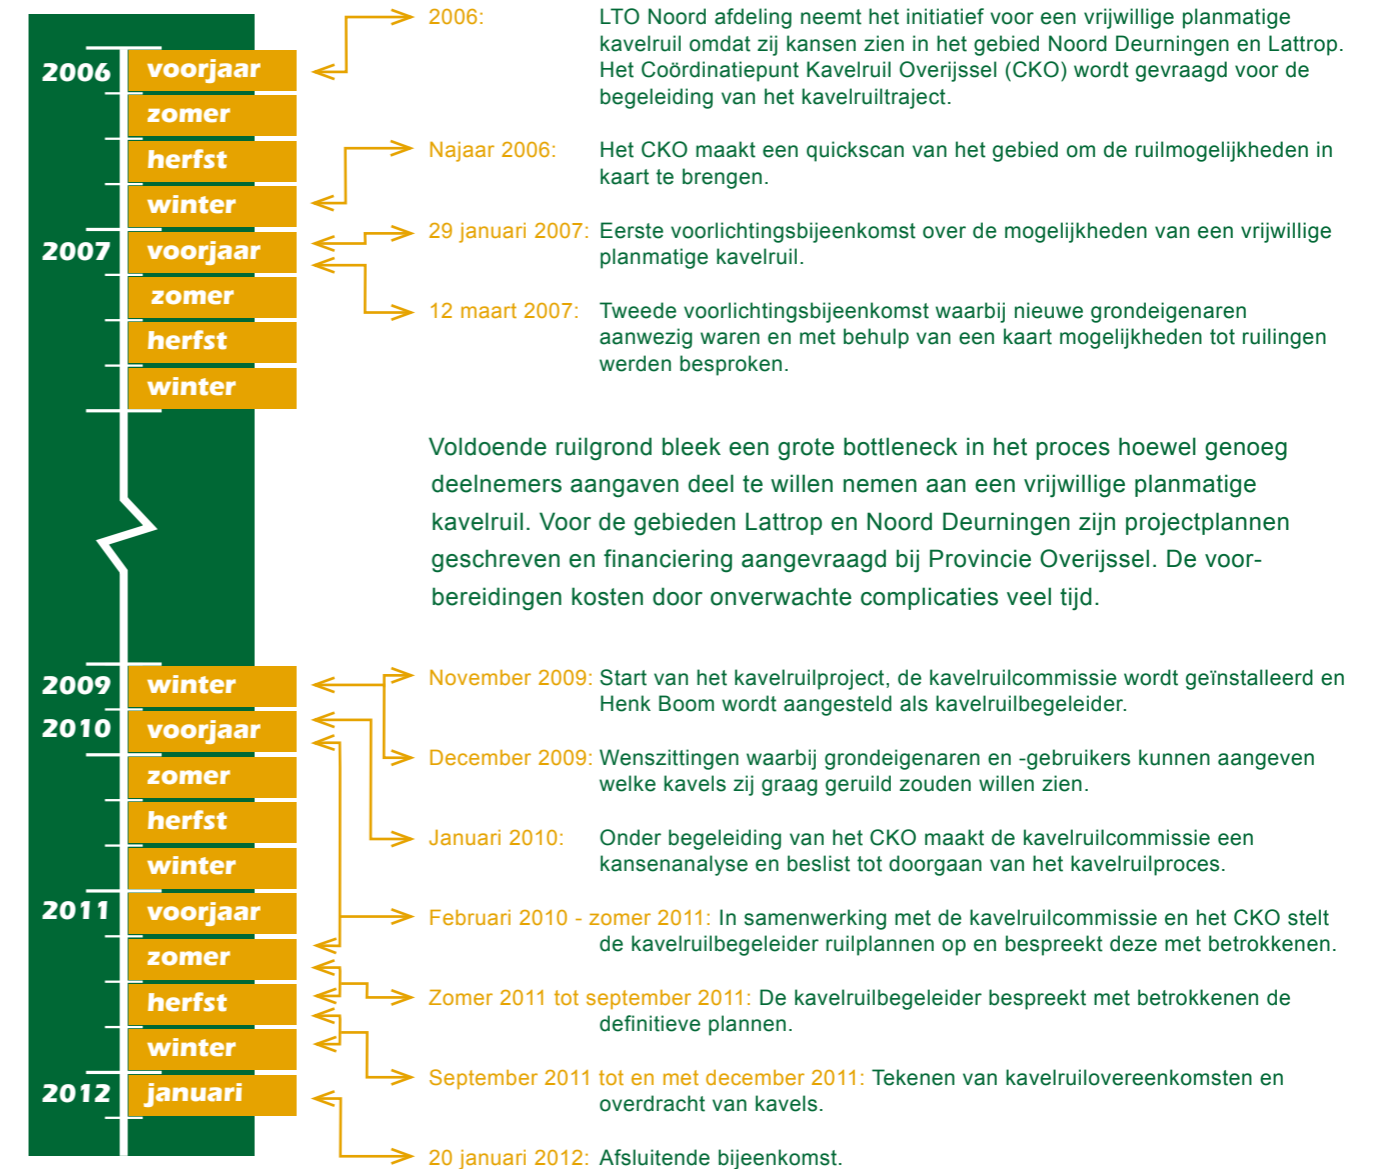 2006: LTO Noord afdeling neemt het initiatief voor een vrijwillige planmatige
kavelruil omdat zij kansen zien in het gebied Noord Deurningen en Lattrop.
Het Coördinatiepunt Kavelruil Overijssel (CKO) wordt gevraagd voor de
begeleiding van het kavelruiltraject.
Najaar 2006: Het CKO maakt een quickscan van het gebied om de ruilmogelijkheden in
kaart te brengen.
29 januari 2007: Eerste voorlichtingsbijeenkomst over de mogelijkheden van een vrijwillige
planmatige kavelruil.
12 maart 2007: Tweede voorlichtingsbijeenkomst waarbij nieuwe grondeigenaren
aanwezig waren en met behulp van een kaart mogelijkheden tot ruilingen
werden besproken.
2006 voorjaar
zomer
herfst
winter
2007 voorjaar
zomer
herfst
winter
Voldoende ruilgrond bleek een grote bottleneck in het proces hoewel genoeg
deelnemers aangaven deel te willen nemen aan een vrijwillige planmatige
kavelruil. Voor de gebieden Lattrop en Noord Deurningen zijn projectplannen
geschreven en financiering aangevraagd bij Provincie Overijssel. De voor-
bereidingen kosten door onverwachte complicaties veel tijd.
2009 winter
2010 voorjaar
zomer
herfst
winter
2011 voorjaar
zomer
herfst
winter
2012 januari
November 2009: Start van het kavelruilproject, de kavelruilcommissie wordt geïnstalleerd en
Henk Boom wordt aangesteld als kavelruilbegeleider.
December 2009: Wenszittingen waarbij grondeigenaren en -gebruikers kunnen aangeven
welke kavels zij graag geruild zouden willen zien.
Januari 2010: Onder begeleiding van het CKO maakt de kavelruilcommissie een
kansenanalyse en beslist tot doorgaan van het kavelruilproces.
Februari 2010 - zomer 2011: In samenwerking met de kavelruilcommissie en het CKO stelt
de kavelruilbegeleider ruilplannen op en bespreekt deze met betrokkenen.
Zomer 2011 tot september 2011: De kavelruilbegeleider bespreekt met betrokkenen de
definitieve plannen.
September 2011 tot en met december 2011: Tekenen van kavelruilovereenkomsten en
overdracht van kavels.
20 januari 2012: Afsluitende bijeenkomst.